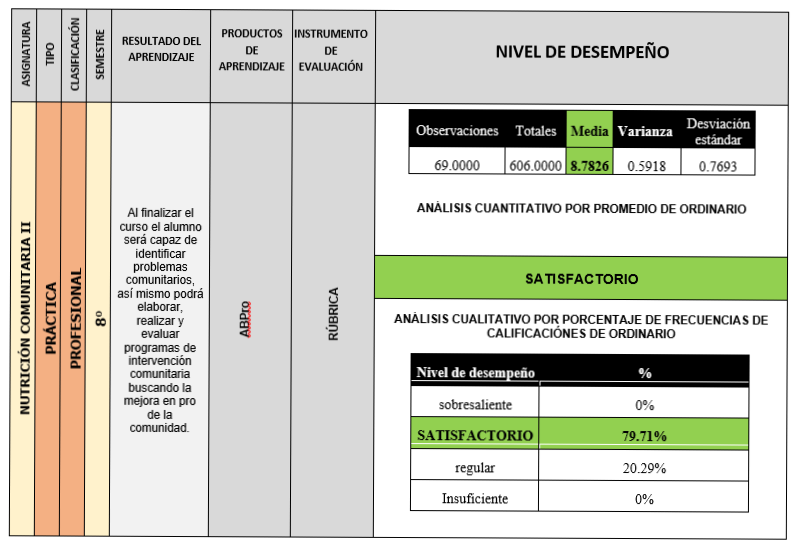 ASIGNATURA
TIPO
CLASIFICACIÓN
SEMESTRE
RESULTADO DEL
APRENDIZAJE
PRODUCTOS
DE
APRENDIZAJE
INSTRUMENTO
DE
EVALUACIÓN
NIVEL DE DESEMPEÑO
NUTRICIÓN COMUNITARIA II
PRÁCTICA
PROFESIONAL
8º
Al finalizar el
curso el alumno
será capaz de
identificar
problemas
comunitarios,
así mismo podrá
elaborar,
realizar y
evaluar
programas de
intervención
comunitaria
buscando la
mejora en pro
de la
comunidad.
ABPro
RÚBRICA
Observaciones Totales Media Varianza Desviación estándar
69.0000 606.0000 8.7826 0.5918 0.7693
ANÁLISIS CUANTITATIVO POR PROMEDIO DE ORDINARIO
SATISFACTORIO
ANÁLISIS CUALITATIVO POR PORCENTAJE DE FRECUENCIAS DE
CALIFICACIÓNES DE ORDINARIO
Nivel de desempeño %
sobresaliente 0%
SATISFACTORIO 79.71%
regular 20.29%
Insuficiente 0%